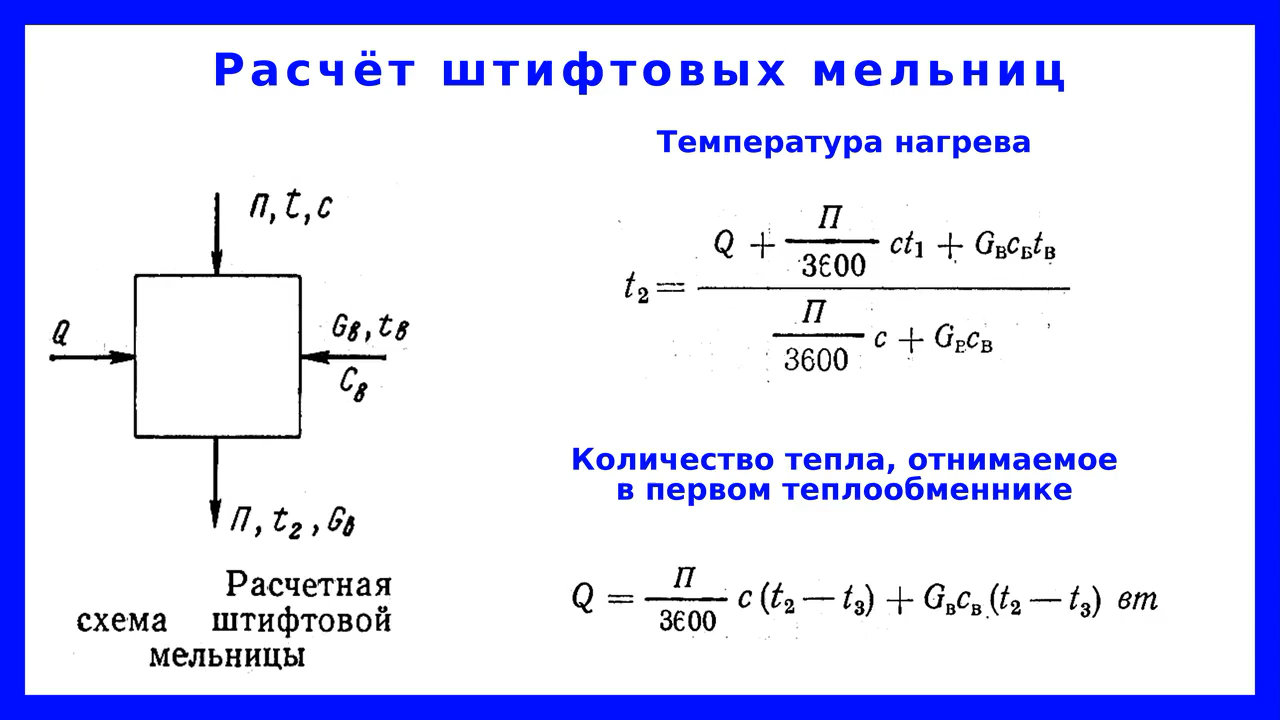 Расчёт штифтовых мельниц
Температура нагрева
П, t, c
Q
Gв, tв
Cв
П, t₂, Gв
Расчетная
схема штифтовой
мельницы
Q + П/3600 ct₁ + GвcБtв
t₂ =
П/3600 c + Gвcв
Количество тепла, отнимаемое
в первом теплообменнике
Q = П/3600 c (t₂ — t₃) + Gвcв (t₂ — t₃) вт